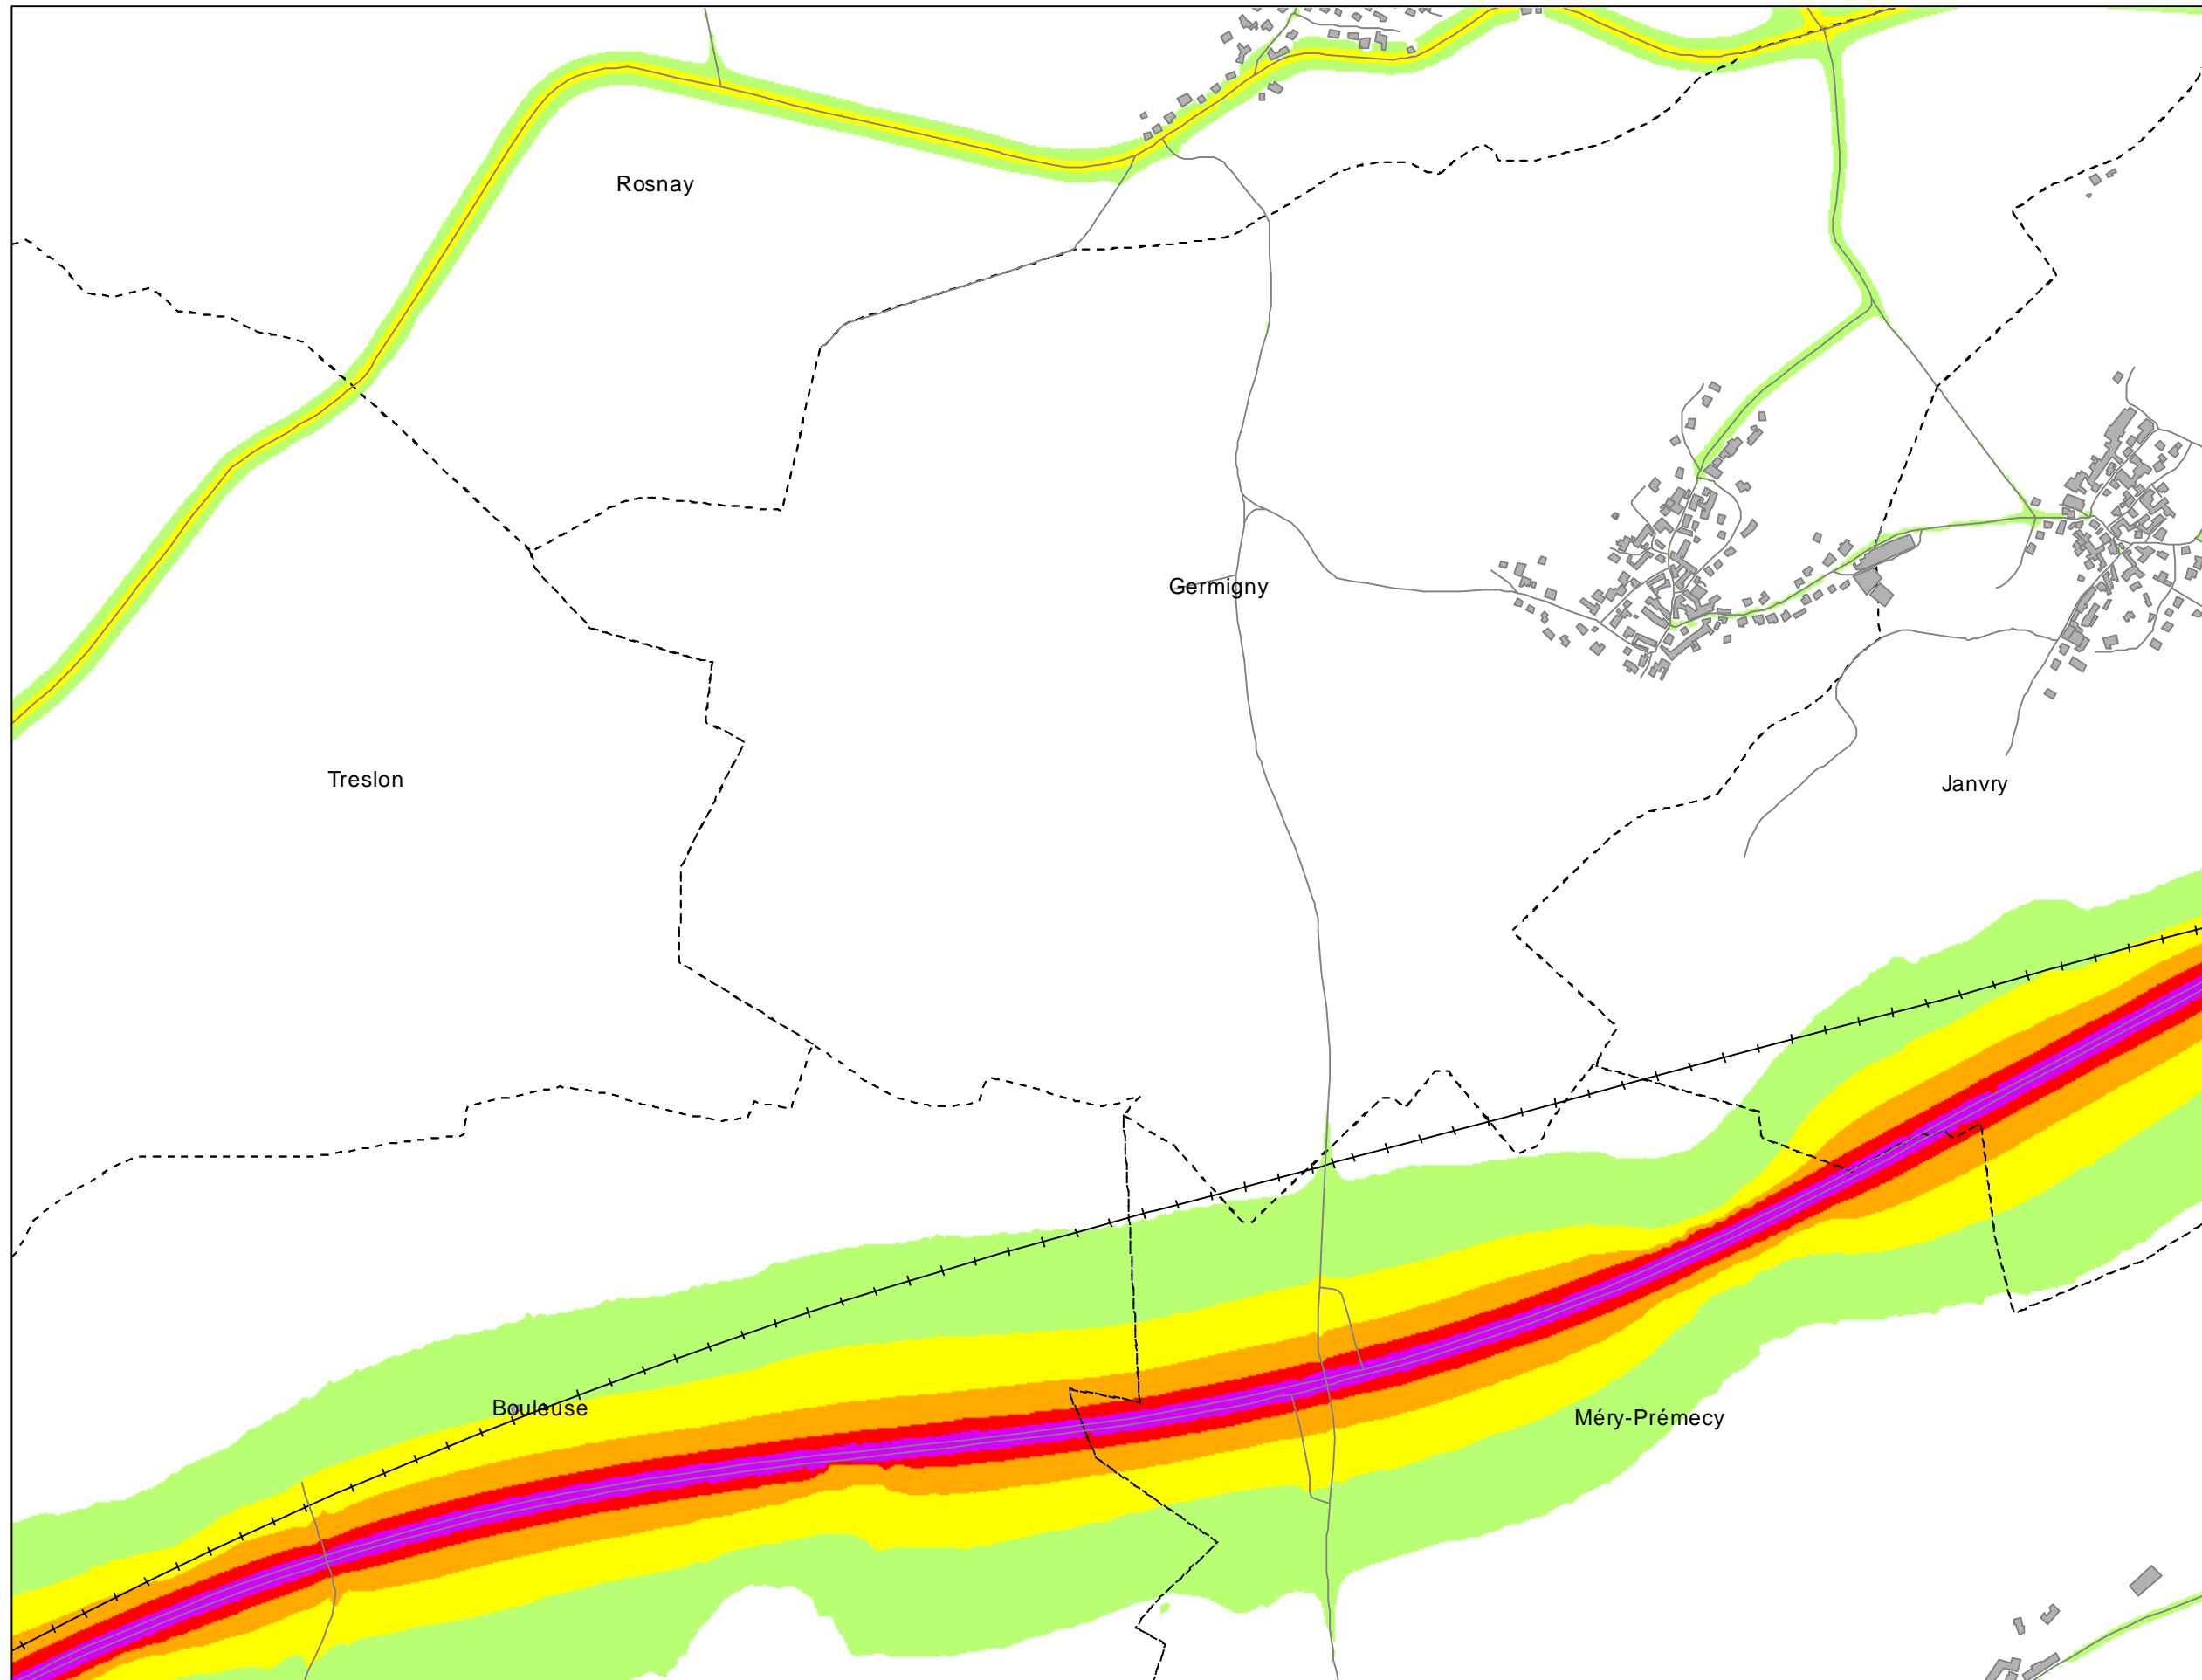 Rosnay
Germigny
Treslon
Janvry
Bouleuse
Méry-Prémecy